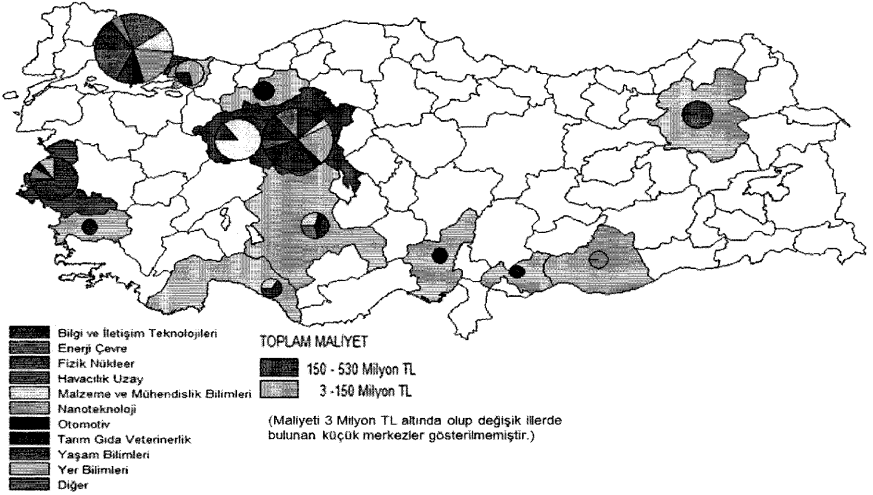 Bilgi ve İletişim Teknolojileri
Enerji Çevre
Fizik Nükleer
Havacılık Uzay
Malzeme ve Mühendislik Bilimleri
Nanoteknoloji
Otomotiv
Tarım Gıda Veterinerlik
Yaşam Bilimleri
Yer Bilimleri
Diğer
TOPLAM MALİYET
150 - 530 Milyon TL
3 -150 Milyon TL
(Maliyeti 3 Milyon TL altında olup değişik illerde
bulunan küçük merkezler gösterilmemiştir.)